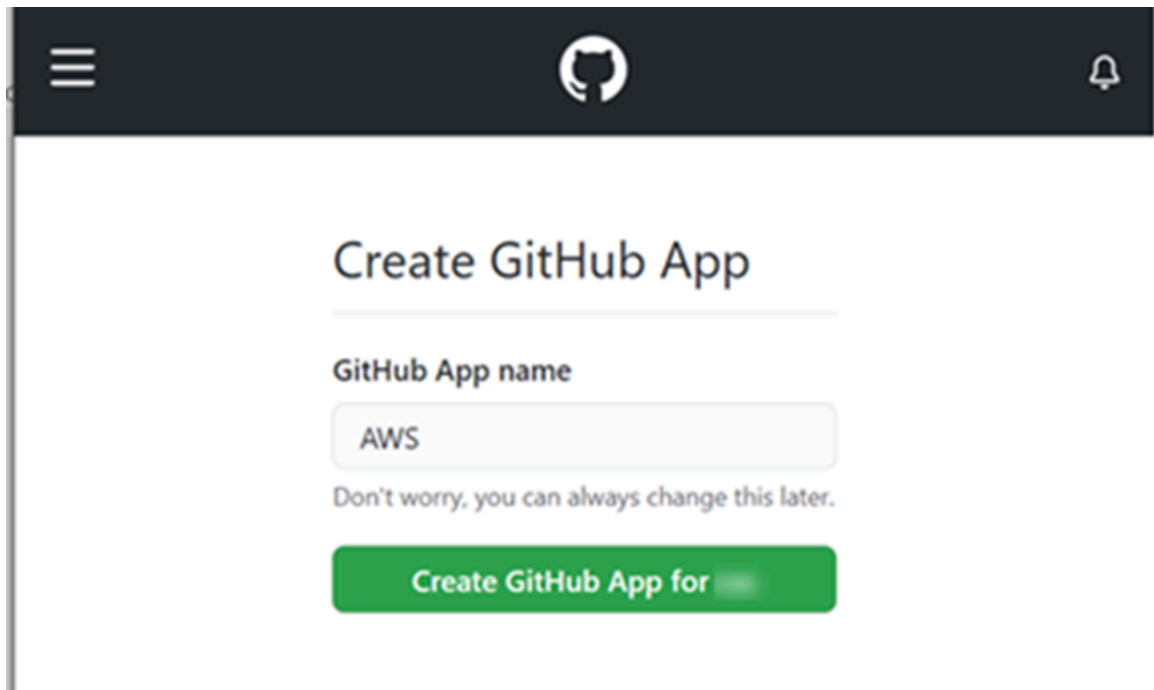 Create GitHub App
GitHub App name
AWS
Don't worry, you can always change this later.
Create GitHub App for